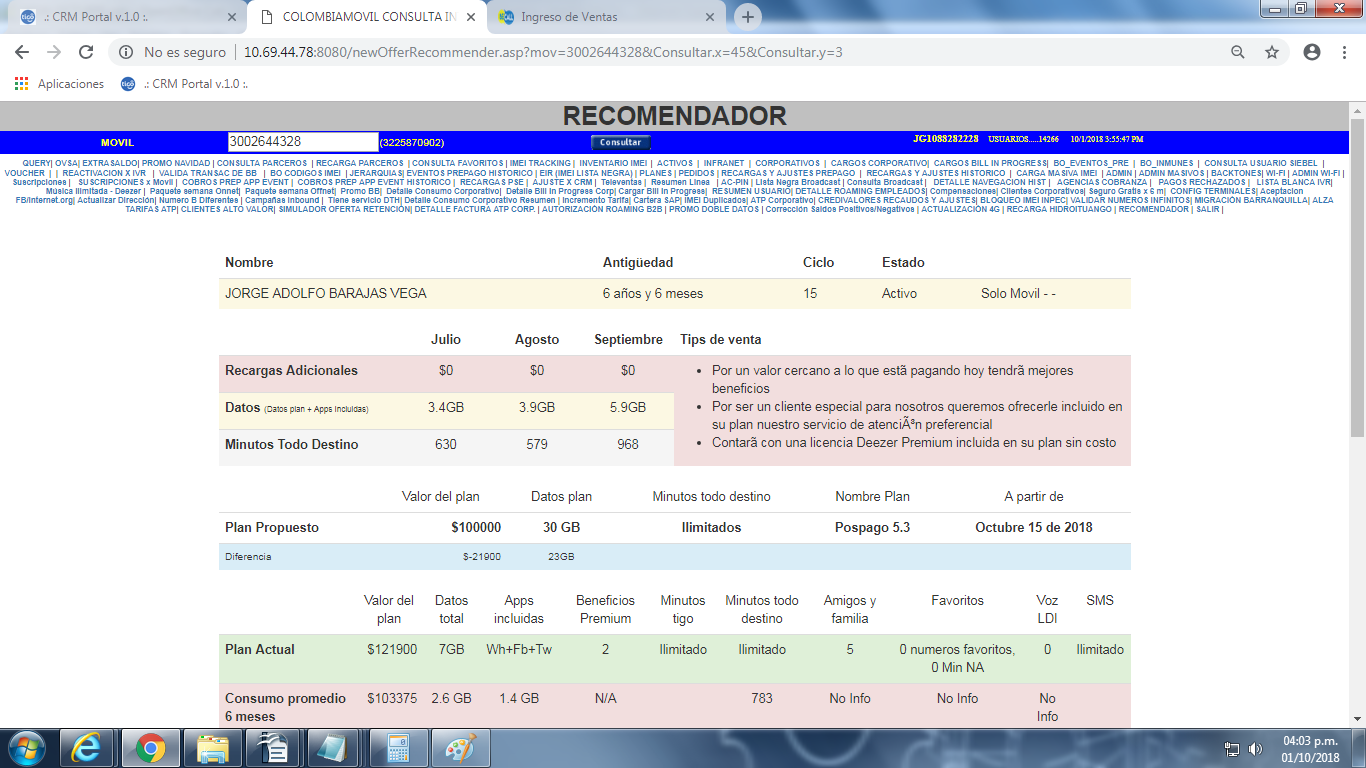 .: CRM Portal v.1.0 :.
COLOMBIAMOVIL CONSULTA IN
Ingreso de Ventas
No es seguro | 10.69.44.78:8080/newOfferRecommender.asp?mov=3002644328&Consultar.x=45&Consultar.y=3
Aplicaciones .: CRM Portal v.1.0 :.
RECOMENDADOR
MOVIL 3002644328 (3225870902) Consultar JG1088282228 USUARIOS.....14266 10/1/2018 3:55:47 PM
QUERY| OVSA| EXTRASALDO| PROMO NAVIDAD | CONSULTA PARCEROS | RECARGA PARCEROS | CONSULTA FAVORITOS | IMEI TRACKING | INVENTARIO IMEI | ACTIVOS | INFRANET | CORPORATIVOS | CARGOS CORPORATIVO| CARGOS BILL IN PROGRESS| BO_EVENTOS_PRE | BO_INMUNES | CONSULTA USUARIO SIEBEL |
VOUCHER | | REACTIVACION X IVR | VALIDA TRANSAC DE BB | BO CODIGOS IMEI | JERARQUIAS| EVENTOS PREPAGO HISTORICO | EIR (IMEI LISTA NEGRA) | PLANES | PEDIDOS | RECARGAS Y AJUSTES PREPAGO | RECARGAS Y AJUSTES HISTORICO | CARGA MASIVA IMEI | ADMIN | ADMIN MASIVOS | BACKTONES| WI-FI | ADMIN WI-FI |
Suscripciones | SUSCRIPCIONES x Movil | COBROS PREP APP EVENT | COBROS PREP APP EVENT HISTORICO | RECARGAS PSE | AJUSTE X CRM | Televentas | Resumen Linea | AC-PIN | Lista Negra Broadcast | Consulta Broadcast | DETALLE NAVEGACION HIST | AGENCIAS COBRANZA | PAGOS RECHAZADOS | LISTA BLANCA IVR|
Musica Ilimitada - Deezer| Paquete semana Onnet| Paquete semana Offnet| Promo BB| Detalle Consumo Corporativo| Detalle Bill In Progress Corp| Cargar Bill In Progress| RESUMEN USUARIO| DETALLE ROAMING EMPLEADOS| Compensaciones| Clientes Corporativos| Seguro Gratis x 6 m| CONFIG TERMINALES| Aceptacion
FB/Internet.org| Actualizar Dirección| Numero B Diferentes | Campañas Inbound | Tiene servicio DTH| Detalle Consumo Corporativo Resumen | Incremento Tarifa| Cartera SAP| IMEI Duplicados| ATP Corporativo| CREDIVALORES RECAUDOS Y AJUSTES| BLOQUEO IMEI INPEC| VALIDAR NUMEROS INFINITOS| MIGRACIÓN BARRANQUILLA| ALZA
TARIFAS ATP| CLIENTES ALTO VALOR| SIMULADOR OFERTA RETENCIÓN| DETALLE FACTURA ATP CORP. | AUTORIZACIÓN ROAMING B2B | PROMO DOBLE DATOS | Corrección Saldos Positivos/Negativos | ACTUALIZACIÓN 4G | RECARGA HIDROITUANGO | RECOMENDADOR | SALIR |
Nombre Antigüedad Ciclo Estado
JORGE ADOLFO BARAJAS VEGA 6 años y 6 meses 15 Activo Solo Movil - -
Julio Agosto Septiembre Tips de venta
Recargas Adicionales $0 $0 $0
Datos (Datos plan + Apps Incluidas) 3.4GB 3.9GB 5.9GB
Minutos Todo Destino 630 579 968
• Por un valor cercano a lo que estã pagando hoy tendrã mejores
beneficios
• Por ser un cliente especial para nosotros queremos ofrecerle incluido en
su plan nuestro servicio de atenciÃªn preferencial
• Contarã con una licencia Deezer Premium incluida en su plan sin costo
Valor del plan Datos plan Minutos todo destino Nombre Plan A partir de
Plan Propuesto $100000 30 GB Ilimitados Pospago 5.3 Octubre 15 de 2018
Diferencia $-21900 23GB
Valor del plan Datos total Apps incluidas Beneficios Premium Minutos tigo Minutos todo destino Amigos y familia Favoritos Voz LDI SMS
Plan Actual $121900 7GB Wh+Fb+Tw 2 Ilimitado Ilimitado 5 0 numeros favoritos, 0 Min NA 0 Ilimitado
Consumo promedio 6 meses $103375 2.6 GB 1.4 GB N/A 783 No Info No Info No Info
04:03 p.m.
01/10/2018